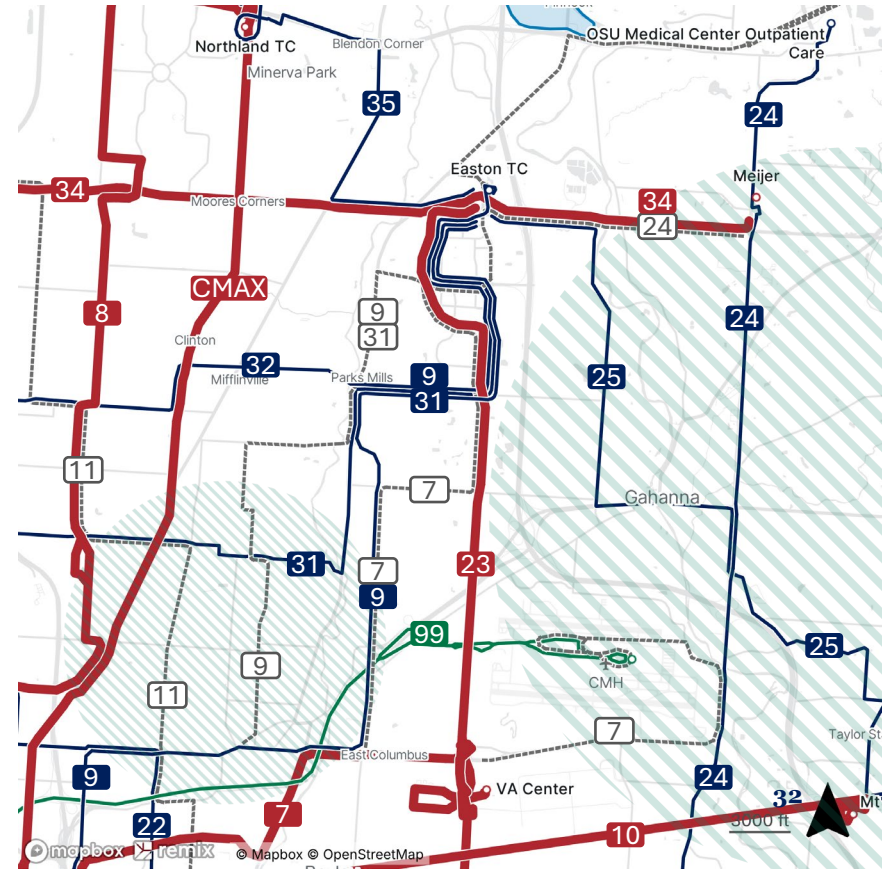 Pinnock
Northland TC
Blendon Corner
OSU Medical Center Outpatient
Care
Minerva Park
35
24
Easton TC
Meijer
34
Moores Corners
34
24
CMAX
8
9
31
24
Clinton
32
Mifflinville
Parks Mills
9
31
25
11
7
Gahanna
31
7
9
23
99
25
9
CMH
11
7
Taylor St
East Columbus
9
24
VA Center
32
Mt
7
22
5000 ft
10
mapbox
remix
© Mapbox © OpenStreetMap